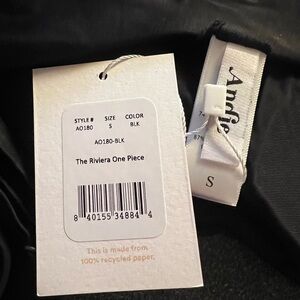 STYLE # SIZE COLOR
AO180 S BLK
AO180-BLK
The Riviera One Piece
8 40155 34884 4
This is made from
100% recycled paper.
Andie
S